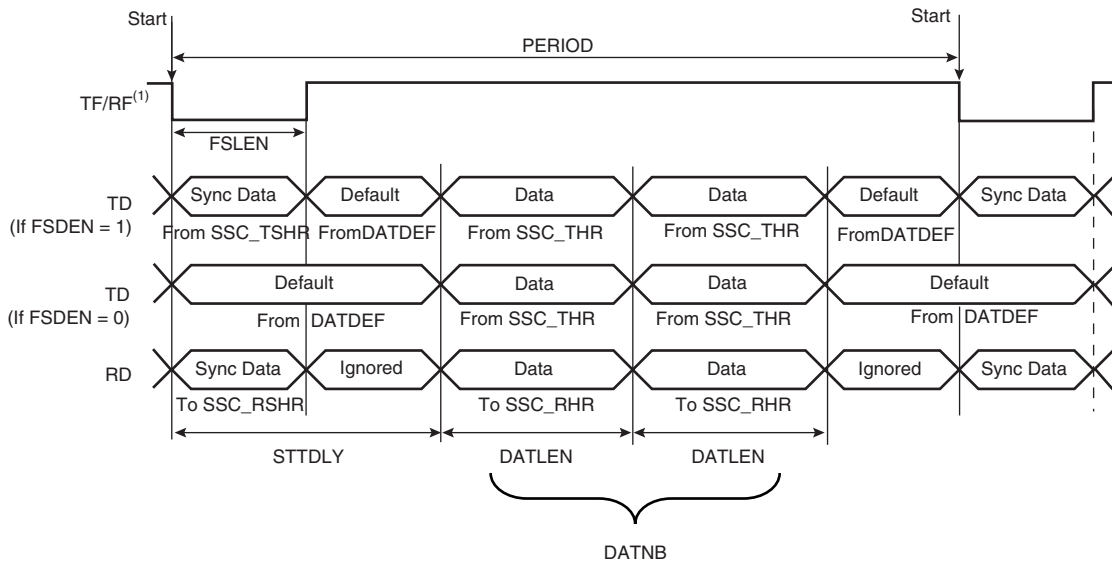 Start
Start
PERIOD
TF/RF(1)
FSLEN
TD
(If FSDEN = 1)
Sync Data
Default
Data
Data
Default
Sync Data
From SSC_TSHR
FromDATDEF
From SSC_THR
From SSC_THR
FromDATDEF
TD
(If FSDEN = 0)
Default
Data
Data
Default
From DATDEF
From SSC_THR
From SSC_THR
From DATDEF
RD
Sync Data
Ignored
Data
Data
Ignored
Sync Data
To SSC_RSHR
To SSC_RHR
To SSC_RHR
STTDLY
DATLEN
DATLEN
DATNB